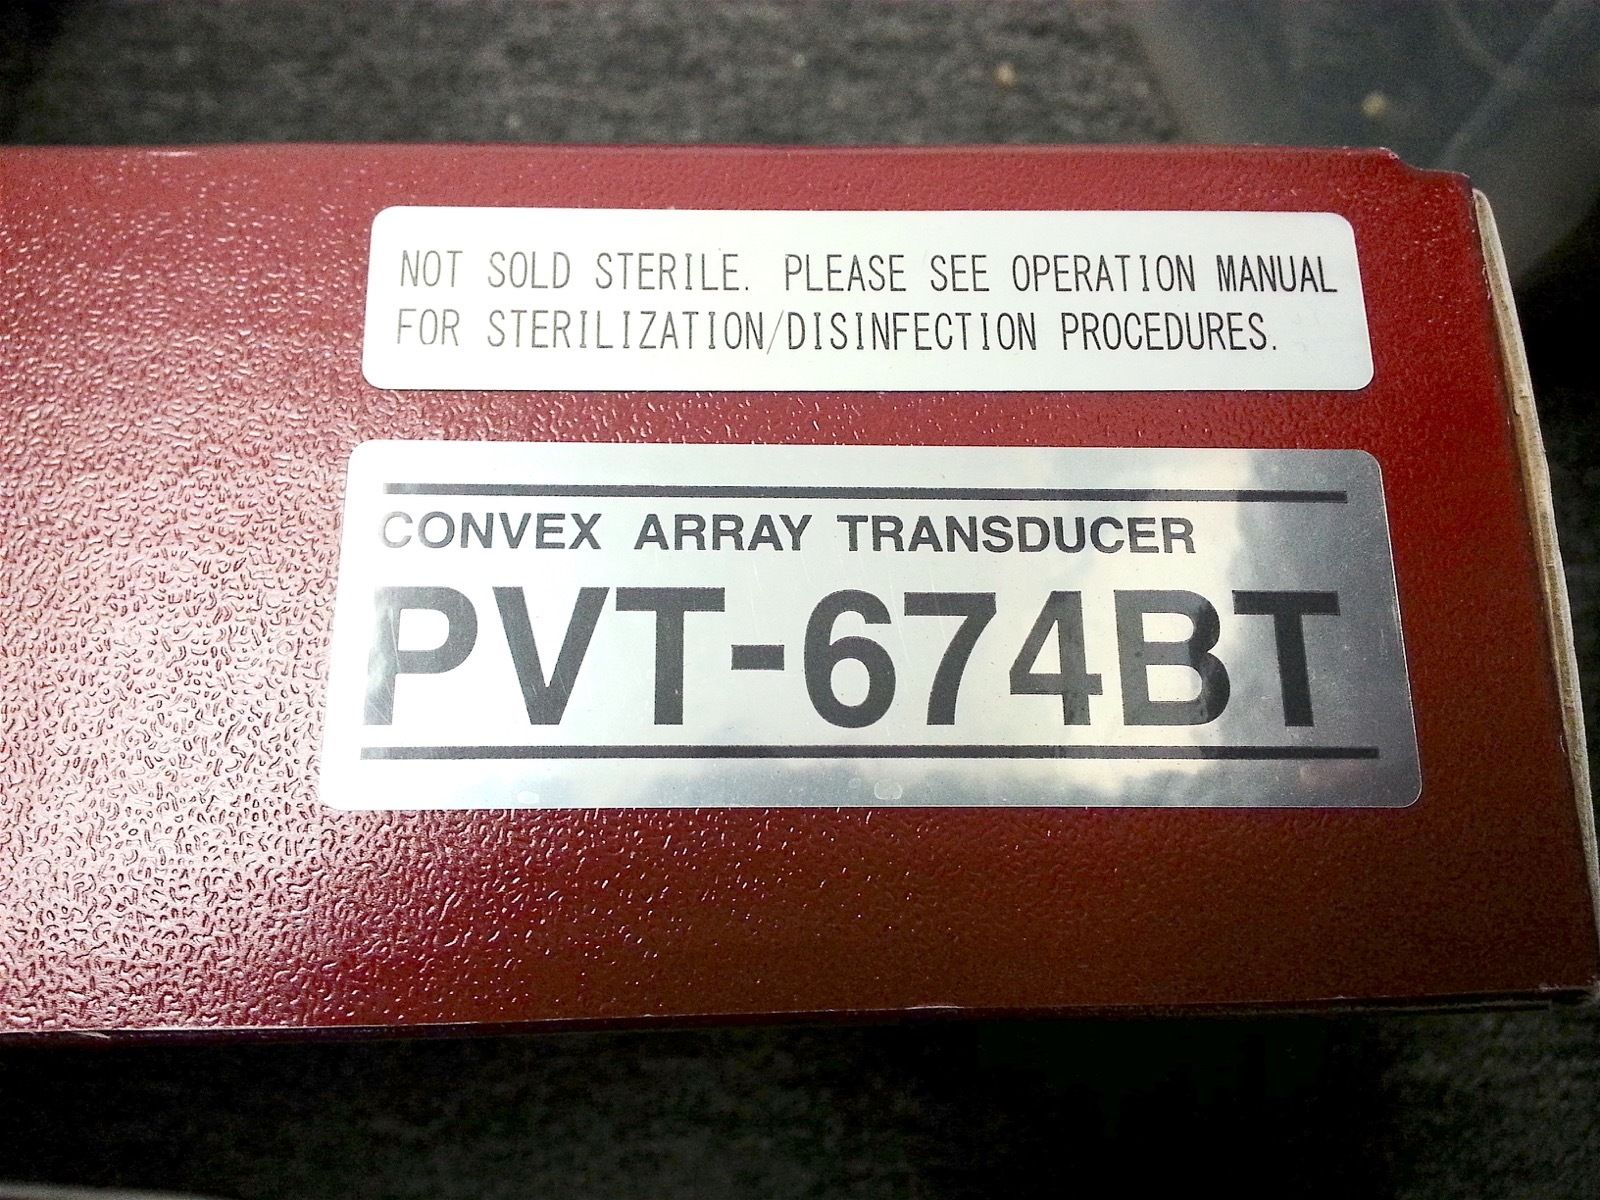 NOT SOLD STERILE. PLEASE SEE OPERATION MANUAL
FOR STERILIZATION/DISINFECTION PROCEDURES.
CONVEX ARRAY TRANSDUCER
PVT-674BT